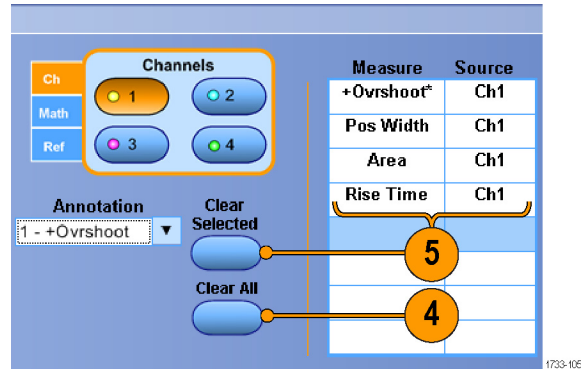 Channels
Ch
Math
Ref
1
2
3
4
Annotation
1 - +Ovrshoot
Clear
Selected
Clear All
Measure Source
+Ovrshoot* Ch1
Pos Width Ch1
Area Ch1
Rise Time Ch1
5
4
1733-105